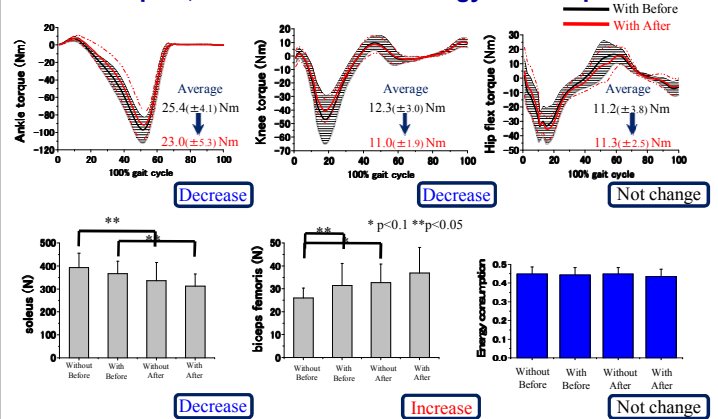 With Before
With After
Ankle torque (Nm)
20
0
-20
-40
-60
-80
-100
-120
0 20 40 60 80 100
100% gait cycle
Average
25.4(±4.1) Nm
23.0(±5.3) Nm
Decrease
Knee torque (Nm)
20
10
0
-10
-20
-30
-40
-50
-60
-70
0 20 40 60 80 100
100% gait cycle
Average
12.3(±3.0) Nm
11.0(±1.9) Nm
Decrease
Hip flex torque (Nm)
30
20
10
0
-10
-20
-30
-40
-50
0 20 40 60 80 100
100% gait cycle
Average
11.2(±3.8) Nm
11.3(±2.5) Nm
Not change
soleus (N)
500
400
300
200
100
0
**
**
Without Before
With Before
Without After
With After
Decrease
* p<0.1 **p<0.05
biceps femoris (N)
50
40
30
20
10
0
**
*
Without Before
With Before
Without After
With After
Increase
Energy consumption
0.5
0.4
0.3
0.2
0.1
0.0
Without Before
With Before
Without After
With After
Not change